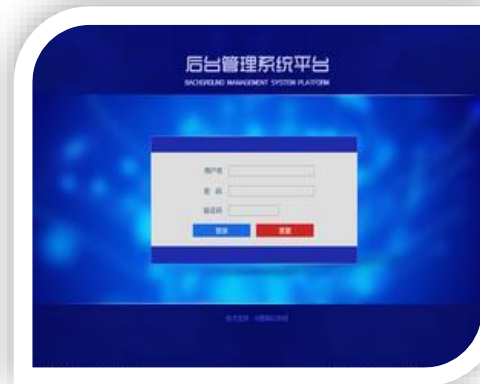 后台管理系统平台
BACKGROUND MANAGEMENT SYSTEM PLATFORM
用户名
密 码
验证码
登录 重置